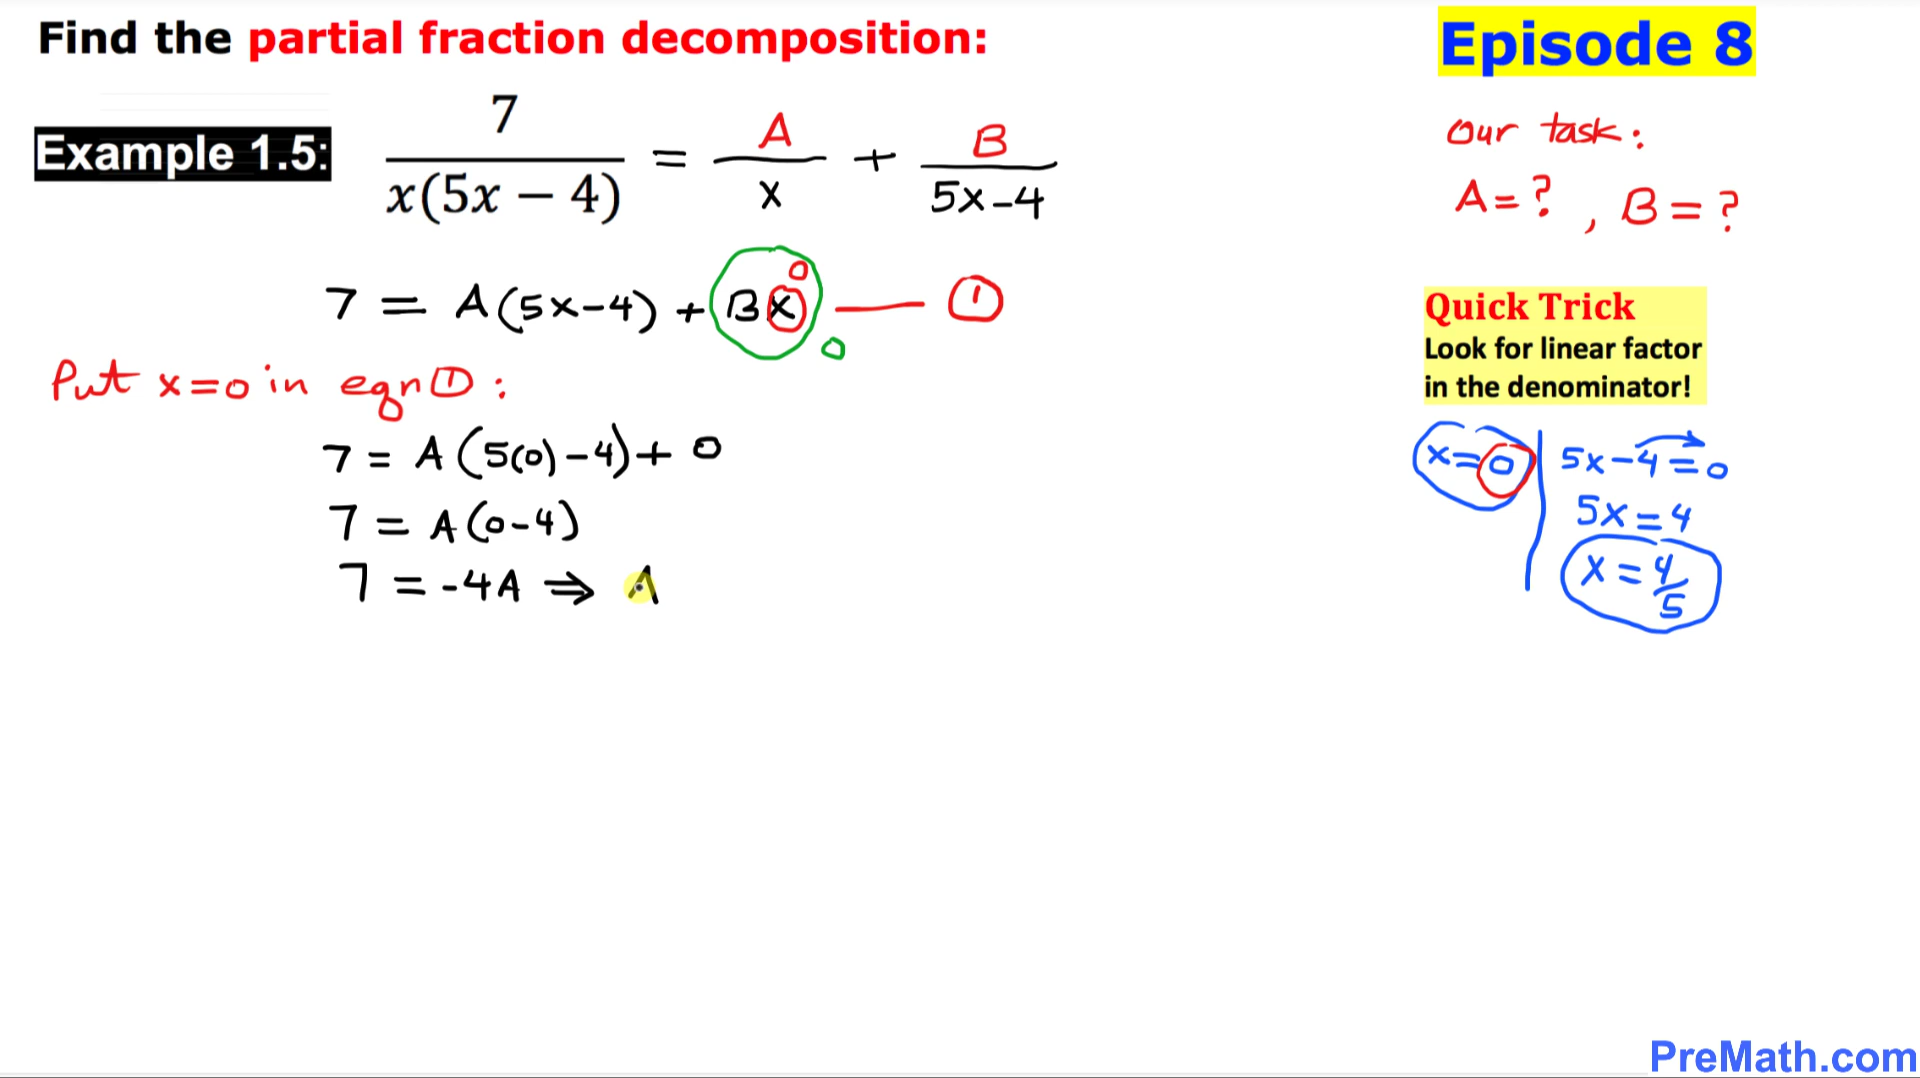 Find the partial fraction decomposition:
Episode 8
Example 1.5: 7 / x(5x − 4) = A / x + B / 5x-4
Our task:
A = ? , B = ?
7 = A(5x-4) + Bx — ①
0
0
Put x=0 in eqn ① :
7 = A(5(0)-4) + 0
7 = A(0-4)
7 = -4A ⇒ A
Quick Trick
Look for linear factor
in the denominator!
x=0 | 5x-4=0
5x=4
x=4/5
PreMath.com